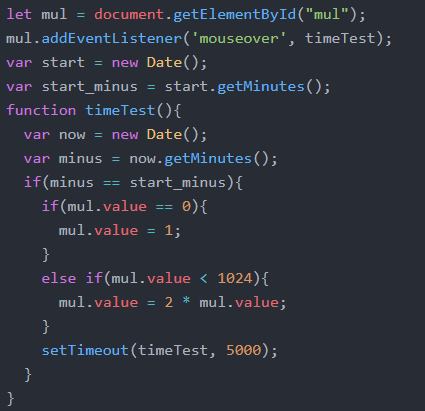 let mul = document.getElementById("mul");
mul.addEventListener('mouseover', timeTest);
var start = new Date();
var start_minus = start.getMinutes();
function timeTest(){
  var now = new Date();
  var minus = now.getMinutes();
  if(minus == start_minus){
    if(mul.value == 0){
      mul.value = 1;
    }
    else if(mul.value < 1024){
      mul.value = 2 * mul.value;
    }
    setTimeout(timeTest, 5000);
  }
}